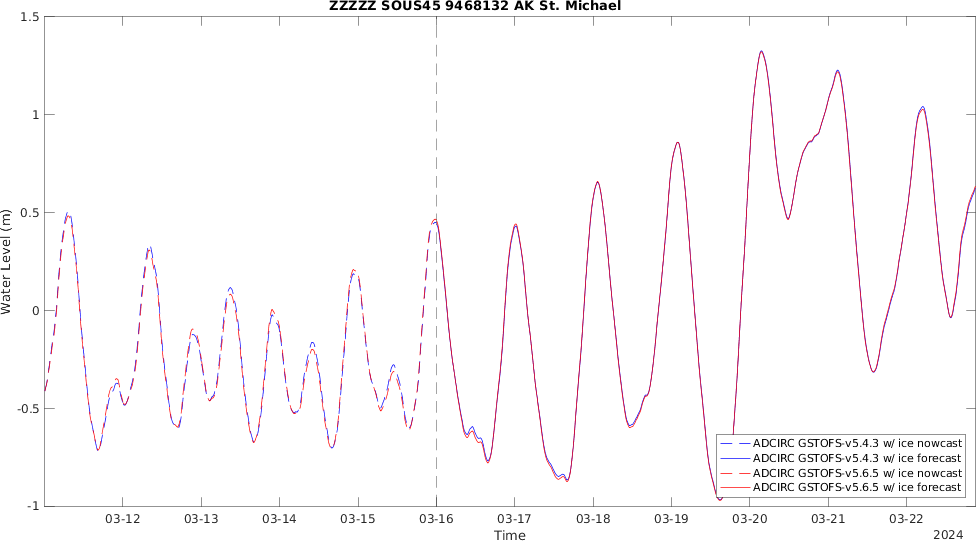 ZZZZZ SOUS45 9468132 AK St. Michael
1.5
1
0.5
0
-0.5
-1
Water Level (m)
ADCIRC GSTOFS-v5.4.3 w/ ice nowcast
ADCIRC GSTOFS-v5.4.3 w/ ice forecast
ADCIRC GSTOFS-v5.6.5 w/ ice nowcast
ADCIRC GSTOFS-v5.6.5 w/ ice forecast
03-12 03-13 03-14 03-15 03-16 03-17 03-18 03-19 03-20 03-21 03-22
Time
2024